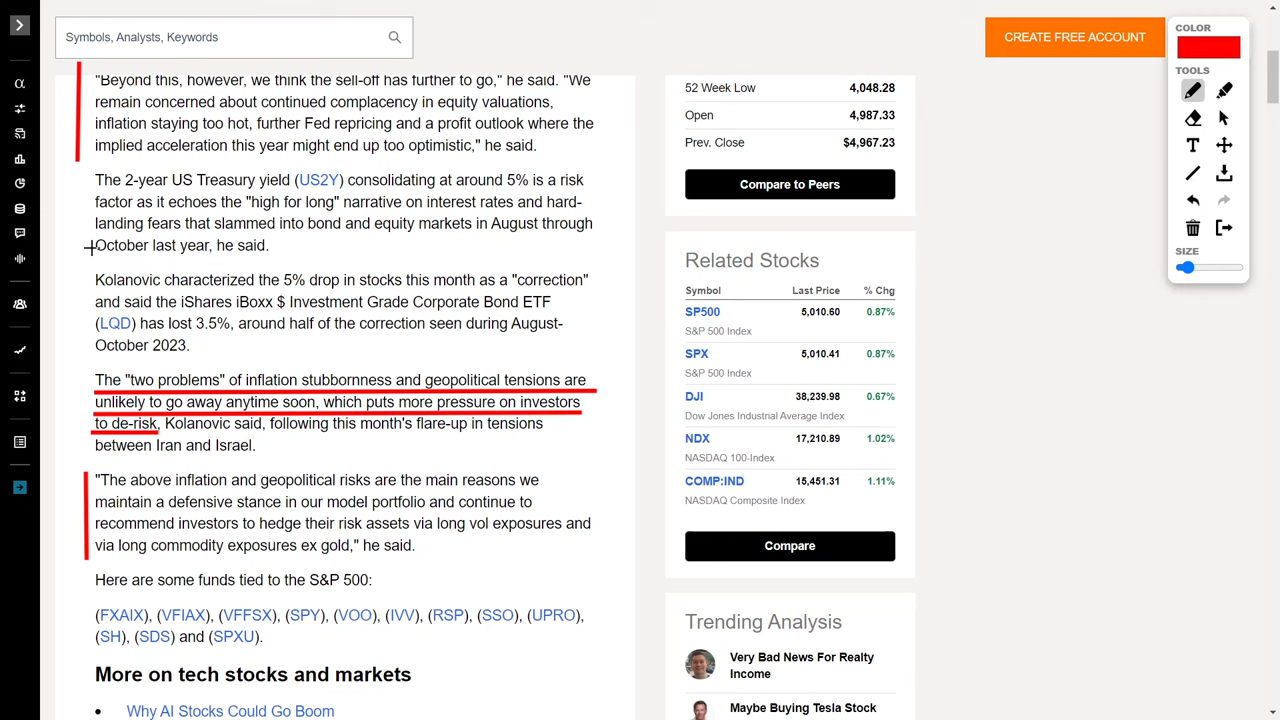 Symbols, Analysts, Keywords
CREATE FREE ACCOUNT
"Beyond this, however, we think the sell-off has further to go," he said. "We
remain concerned about continued complacency in equity valuations,
inflation staying too hot, further Fed repricing and a profit outlook where the
implied acceleration this year might end up too optimistic," he said.
The 2-year US Treasury yield (US2Y) consolidating at around 5% is a risk
factor as it echoes the "high for long" narrative on interest rates and hard-
landing fears that slammed into bond and equity markets in August through
October last year, he said.
Kolanovic characterized the 5% drop in stocks this month as a "correction"
and said the iShares iBoxx $ Investment Grade Corporate Bond ETF
(LQD) has lost 3.5%, around half of the correction seen during August-
October 2023.
The "two problems" of inflation stubbornness and geopolitical tensions are
unlikely to go away anytime soon, which puts more pressure on investors
to de-risk, Kolanovic said, following this month's flare-up in tensions
between Iran and Israel.
"The above inflation and geopolitical risks are the main reasons we
maintain a defensive stance in our model portfolio and continue to
recommend investors to hedge their risk assets via long vol exposures and
via long commodity exposures ex gold," he said.
Here are some funds tied to the S&P 500:
(FXAIX), (VFIAX), (VFFSX), (SPY), (VOO), (IVV), (RSP), (SSO), (UPRO),
(SH), (SDS) and (SPXU).
More on tech stocks and markets
• Why AI Stocks Could Go Boom
52 Week Low 4,048.28
Open 4,987.33
Prev. Close $4,967.23
Compare to Peers
Related Stocks
Symbol Last Price % Chg
SP500 5,010.60 0.87%
S&P 500 Index
SPX 5,010.41 0.87%
S&P 500 Index
DJI 38,239.98 0.67%
Dow Jones Industrial Average Index
NDX 17,210.89 1.02%
NASDAQ 100-Index
COMP:IND 15,451.31 1.11%
NASDAQ Composite Index
Compare
Trending Analysis
Very Bad News For Realty
Income
Maybe Buying Tesla Stock
COLOR
TOOLS
T
SIZE